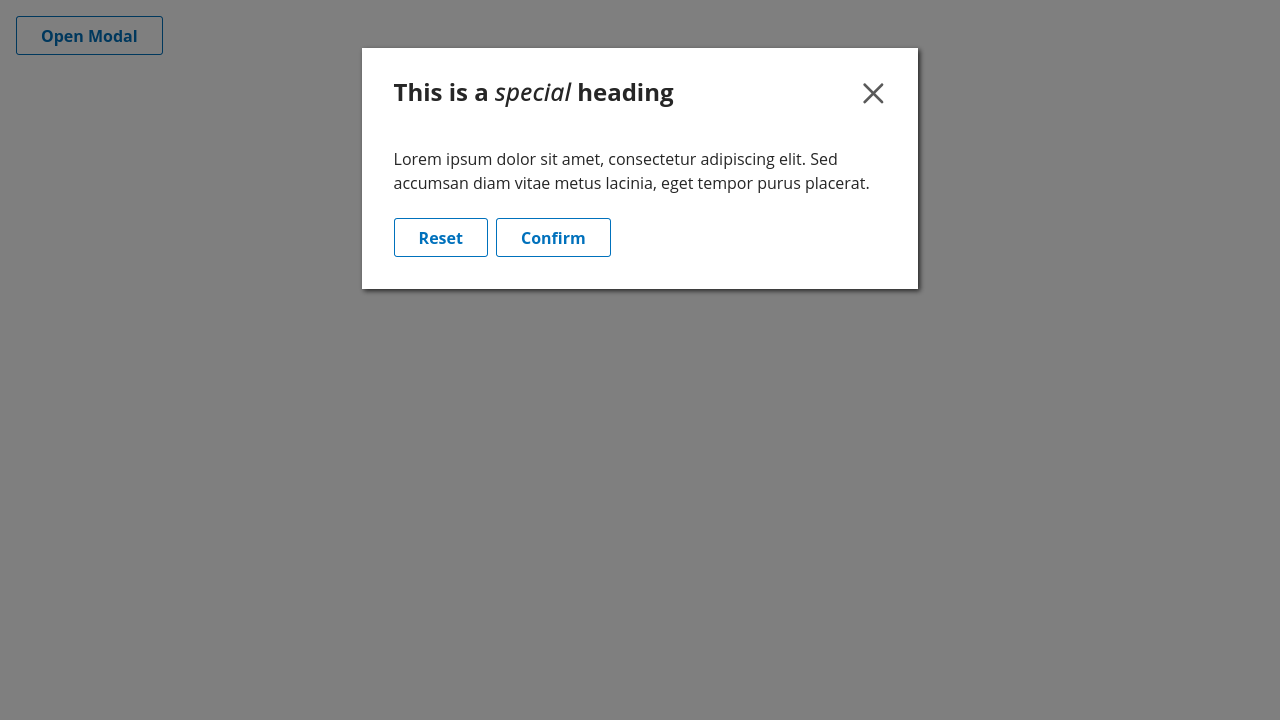 Open Modal
This is a special heading
Lorem ipsum dolor sit amet, consectetur adipiscing elit. Sed
accumsan diam vitae metus lacinia, eget tempor purus placerat.
Reset
Confirm